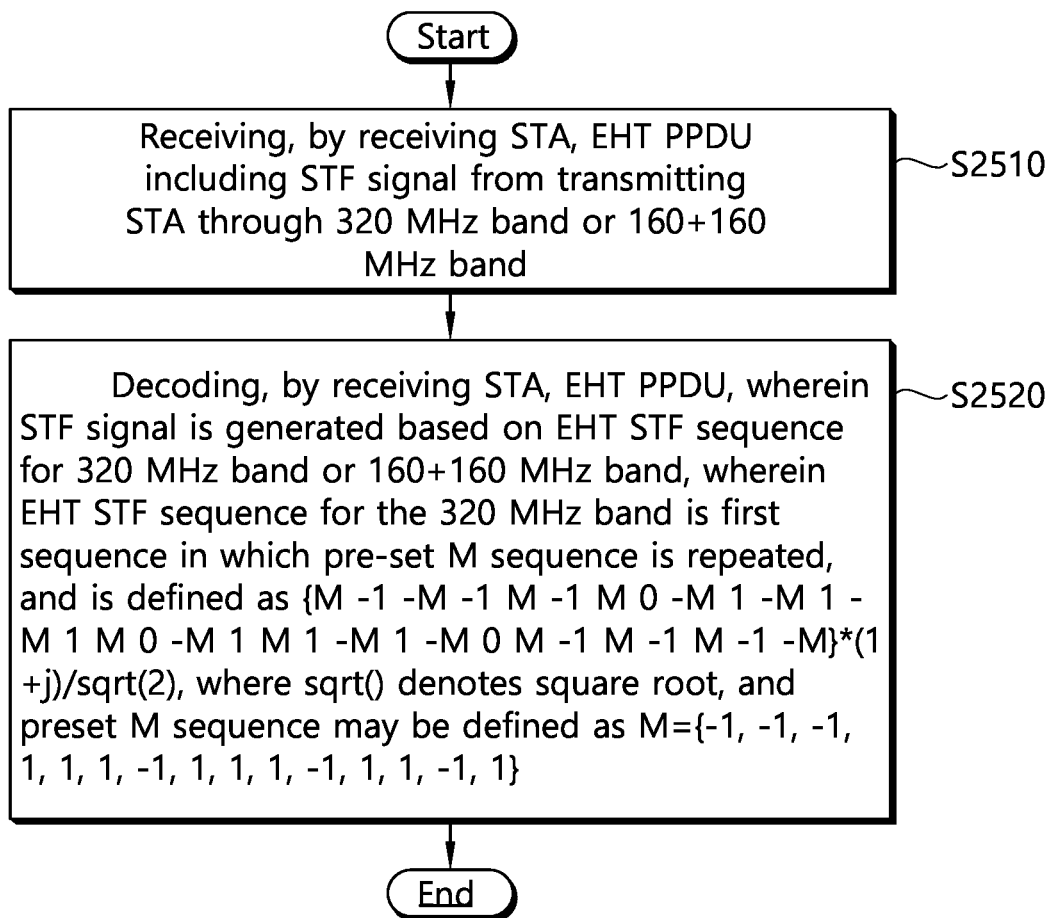 Start
Receiving, by receiving STA, EHT PPDU
including STF signal from transmitting
STA through 320 MHz band or 160+160
MHz band
S2510
Decoding, by receiving STA, EHT PPDU, wherein
STF signal is generated based on EHT STF sequence
for 320 MHz band or 160+160 MHz band, wherein
EHT STF sequence for the 320 MHz band is first
sequence in which pre-set M sequence is repeated,
and is defined as {M -1 -M -1 M -1 M 0 -M 1 -M 1 -
M 1 M 0 -M 1 M 1 -M 1 -M 0 M -1 M -1 M -1 -M}*(1
+j)/sqrt(2), where sqrt() denotes square root, and
preset M sequence may be defined as M={-1, -1, -1,
1, 1, 1, -1, 1, 1, 1, -1, 1, 1, -1, 1}
S2520
End